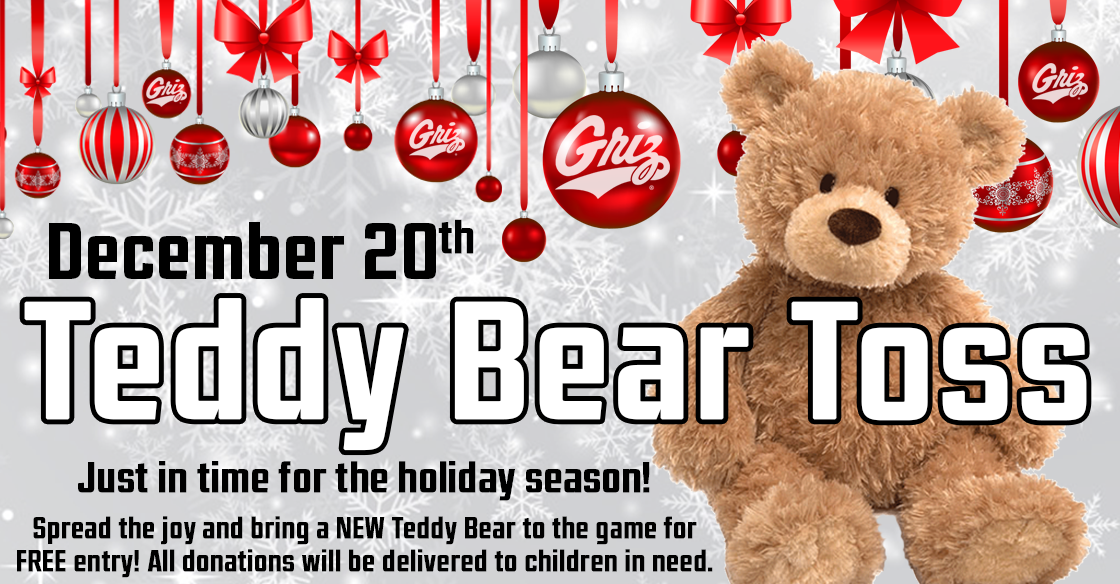 Griz
Griz
Griz
Griz
December 20th
Teddy Bear Toss
Just in time for the holiday season!
Spread the joy and bring a NEW Teddy Bear to the game for
FREE entry! All donations will be delivered to children in need.